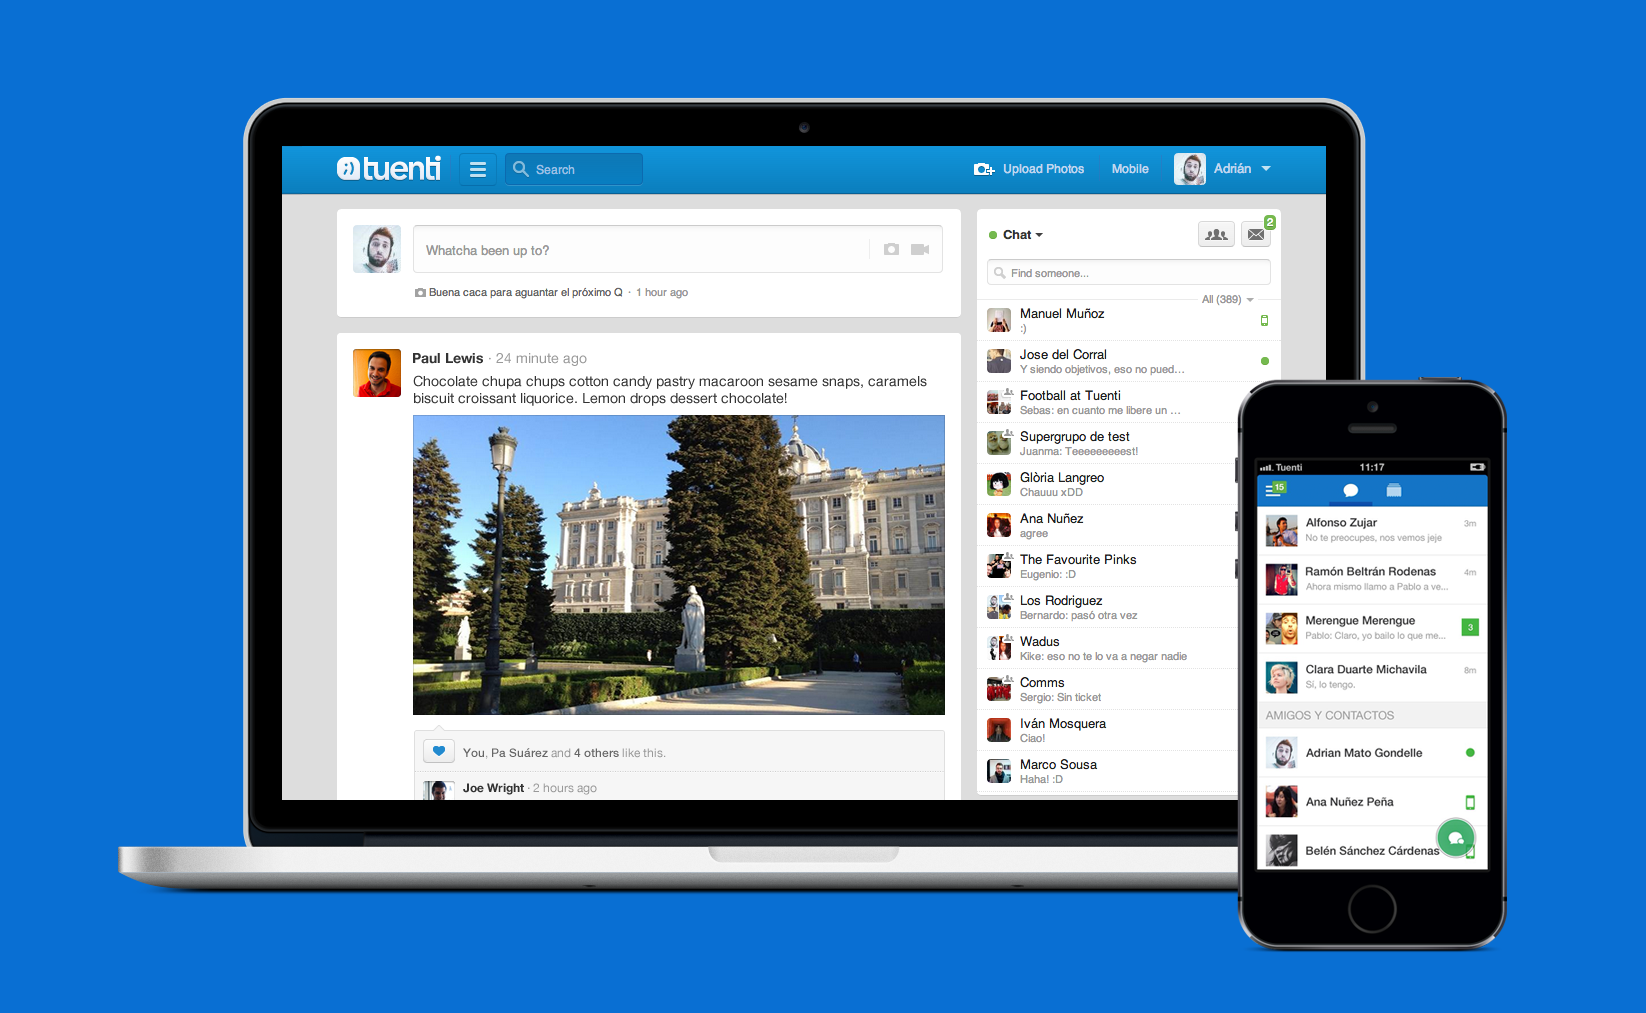 tuenti
Search
Upload Photos
Mobile
Adrián
Whatcha been up to?
Buena caca para aguantar el próximo Q · 1 hour ago
Paul Lewis · 24 minute ago
Chocolate chupa chups cotton candy pastry macaroon sesame snaps, caramels
biscuit croissant liquorice. Lemon drops dessert chocolate!
You, Pa Suárez and 4 others like this.
Joe Wright · 2 hours ago
Chat
2
Find someone...
All (389)
Manuel Muñoz
:)
Jose del Corral
Y siendo objetivos, eso no pued...
Football at Tuenti
Sebas: en cuanto me libere un ...
Supergrupo de test
Juanma: Teeeeeeeeest!
Glòria Langreo
Chauuu xDD
Ana Nuñez
agree
The Favourite Pinks
Eugenio: :D
Los Rodriguez
Bernardo: pasó otra vez
Wadus
Kike: eso no te lo va a negar nadie
Comms
Sergio: Sin ticket
Iván Mosquera
Ciao!
Marco Sousa
Haha! :D
Tuenti
11:17
15
Alfonso Zujar 3m
No te preocupes, nos vemos jeje
Ramón Beltrán Rodenas 4m
Ahora mismo llamo a Pablo a ve...
Merengue Merengue
3
Pablo: Claro, yo bailo lo que me...
Clara Duarte Michavila 8m
Sí, lo tengo.
AMIGOS Y CONTACTOS
Adrian Mato Gondelle
Ana Nuñez Peña
Belén Sánchez Cárdenas